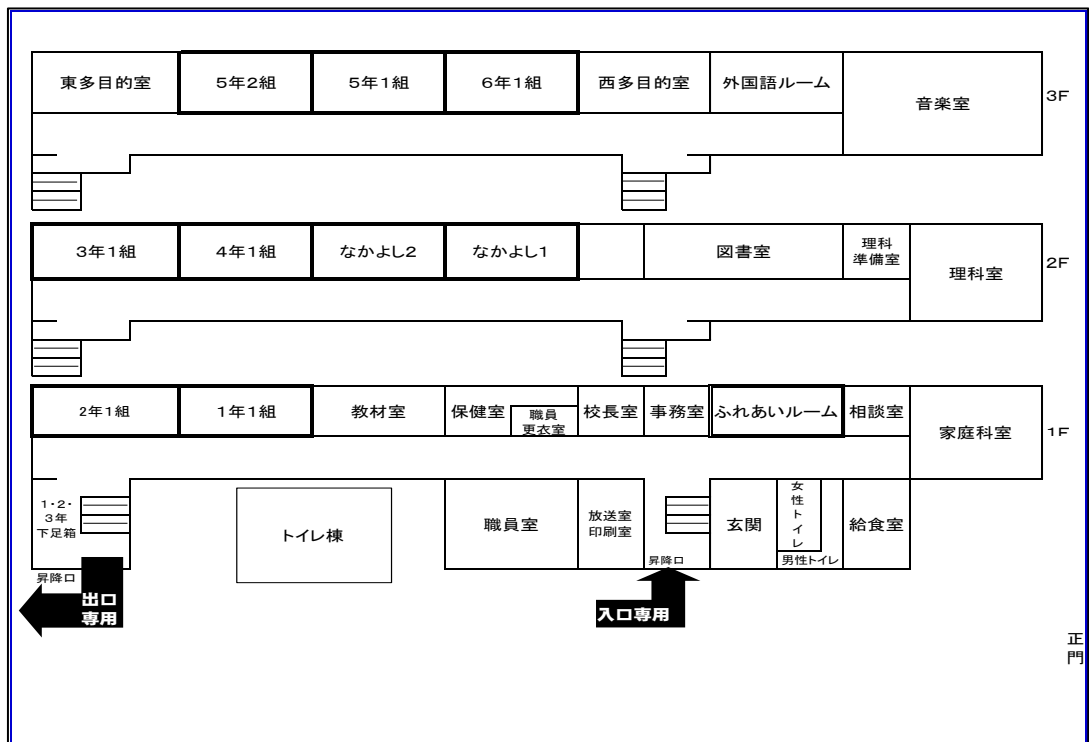 東多目的室
5年2組
5年1組
6年1組
西多目的室
外国語ルーム
音楽室
3F
3年1組
4年1組
なかよし2
なかよし1
図書室
理科
準備室
理科室
2F
2年1組
1年1組
教材室
保健室
職員
更衣室
校長室
事務室
ふれあいルーム
相談室
家庭科室
1F
1・2・
3年
下足箱
トイレ棟
職員室
放送室
印刷室
玄関
女性トイレ
男性トイレ
給食室
昇降口
昇降口
出口
専用
入口専用
正門